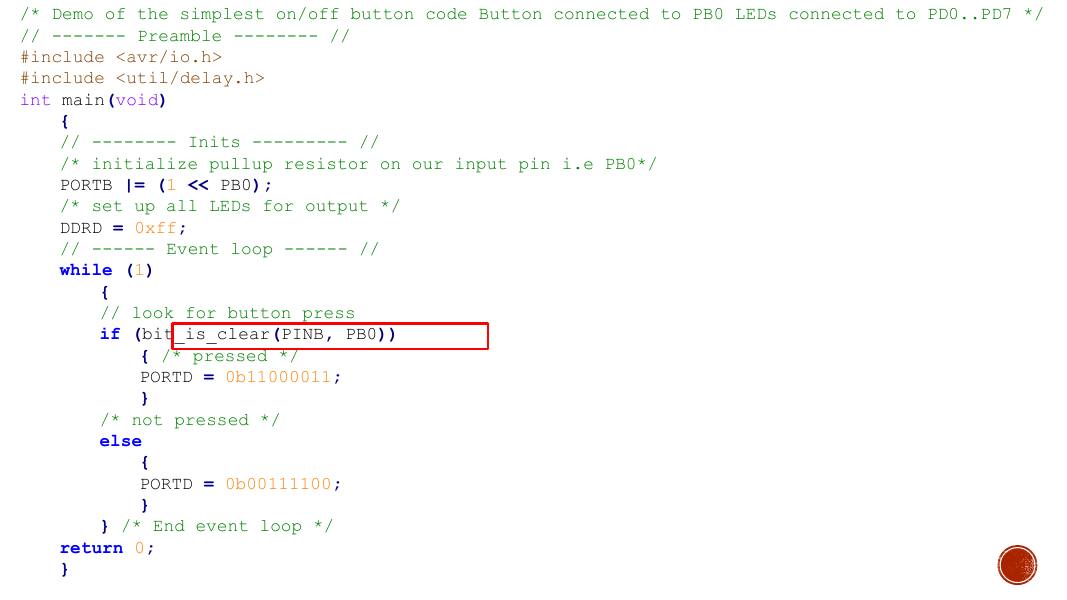 /* Demo of the simplest on/off button code Button connected to PB0 LEDs connected to PD0..PD7 */
// ------- Preamble -------- //
#include <avr/io.h>
#include <util/delay.h>
int main(void)
{
// -------- Inits --------- //
/* initialize pullup resistor on our input pin i.e PB0*/
PORTB |= (1 << PB0);
/* set up all LEDs for output */
DDRD = 0xff;
// ------ Event loop ------ //
while (1)
{
// look for button press
if (bit_is_clear(PINB, PB0))
{ /* pressed */
PORTD = 0b11000011;
}
/* not pressed */
else
{
PORTD = 0b00111100;
}
} /* End event loop */
return 0;
}